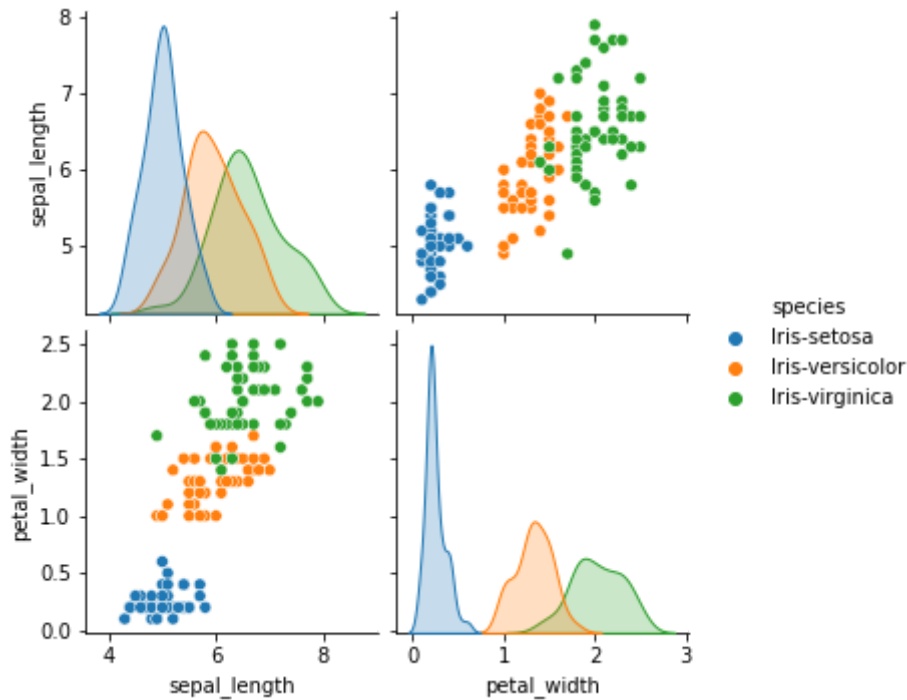 8
7
6
5
sepal_length
species
Iris-setosa
Iris-versicolor
Iris-virginica
2.5
2.0
1.5
1.0
0.5
0.0
petal_width
4 6 8
sepal_length
0 1 2 3
petal_width